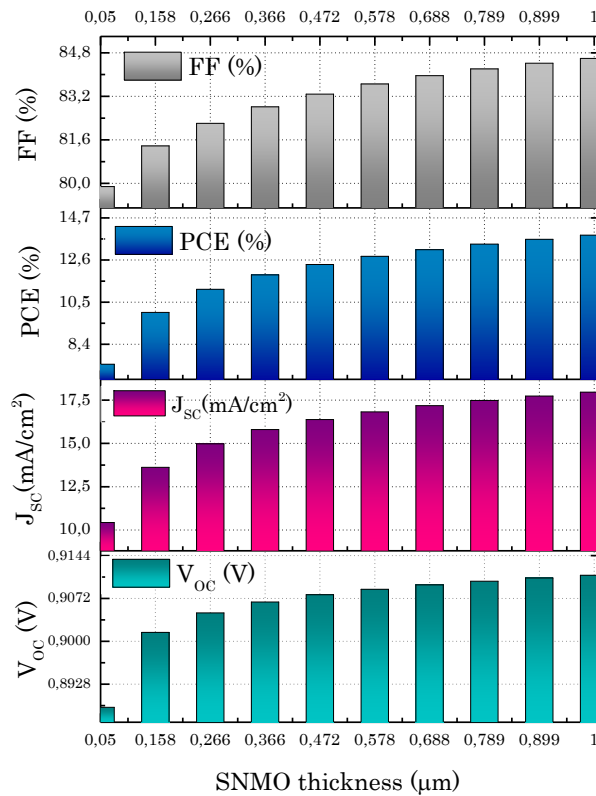 0,05 0,158 0,266 0,366 0,472 0,578 0,688 0,789 0,899 1
84,8
83,2
81,6
80,0
FF (%)
FF (%)
14,7
12,6
10,5
8,4
PCE (%)
PCE (%)
17,5
15,0
12,5
10,0
J_SC(mA/cm²)
J_SC(mA/cm²)
0,9144
0,9072
0,9000
0,8928
V_OC (V)
V_OC (V)
0,05 0,158 0,266 0,366 0,472 0,578 0,688 0,789 0,899 1
SNMO thickness (μm)